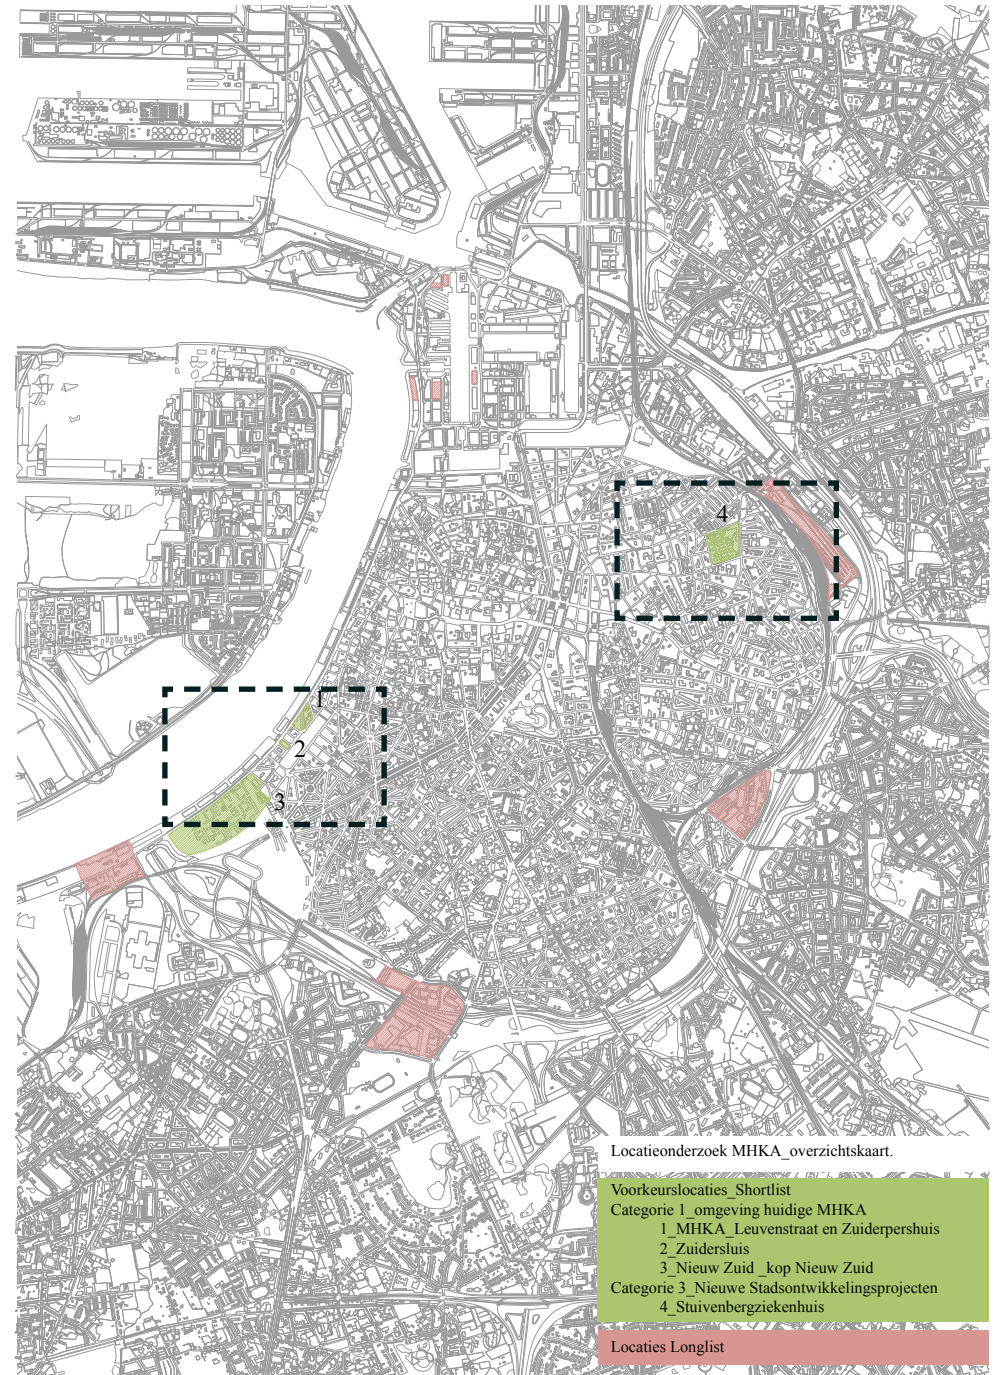 4
1
2
3
Locatieonderzoek MHKA_overzichtskaart.
Voorkeurslocaties_Shortlist
Categorie 1_omgeving huidige MHKA
1_MHKA_Leuvenstraat en Zuiderpershuis
2_Zuidersluis
3_Nieuw Zuid _kop Nieuw Zuid
Categorie 3_Nieuwe Stadsontwikkelingsprojecten
4_Stuivenbergziekenhuis
Locaties Longlist